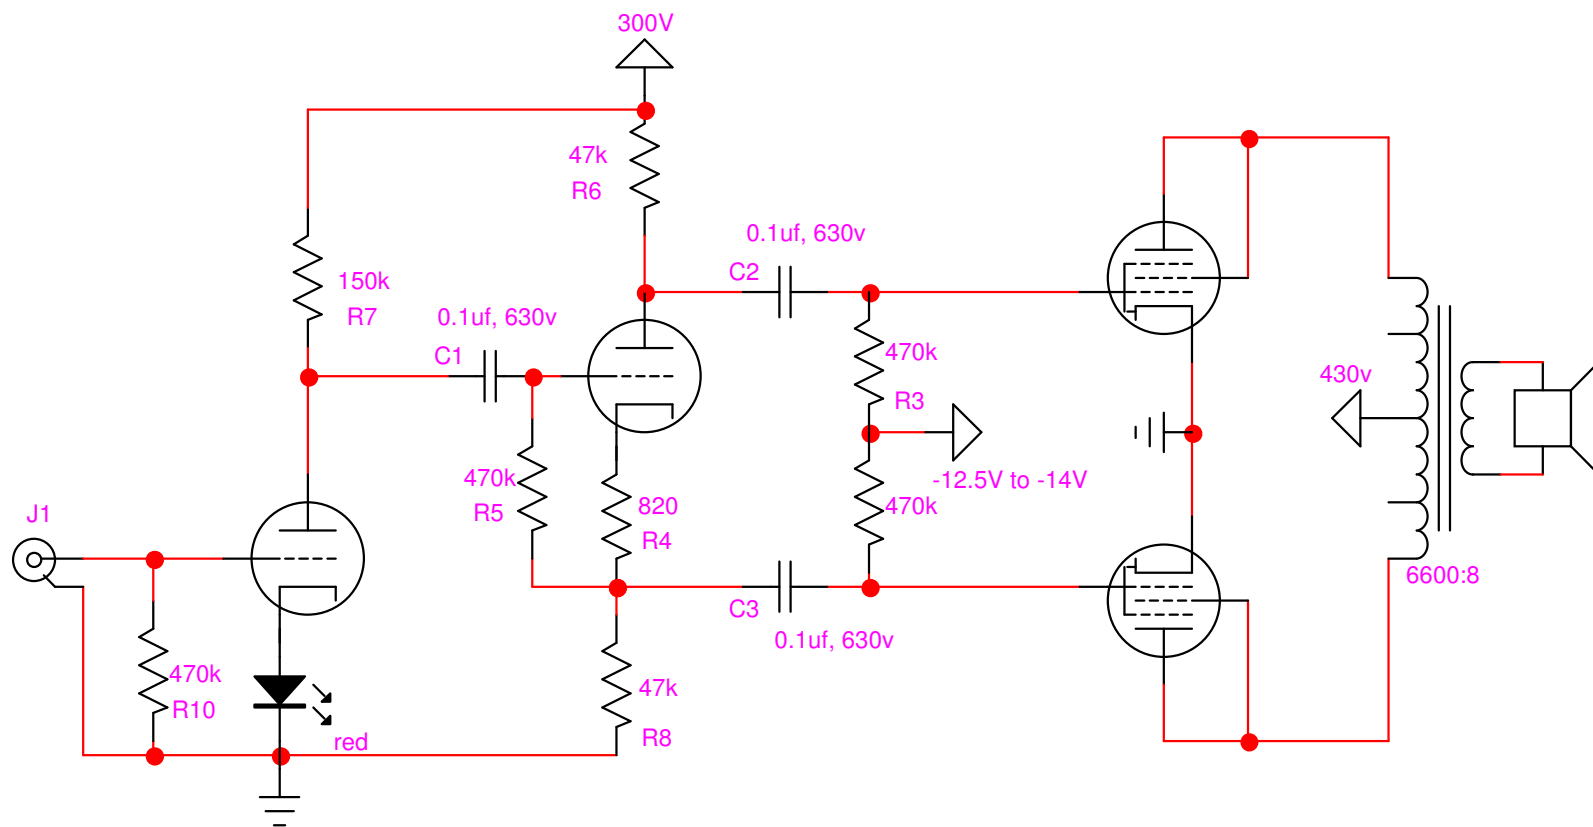 300V
47k
R6
0.1uf, 630v
C2
150k
R7
0.1uf, 630v
C1
470k
R3
430v
-12.5V to -14V
470k
R5
820
R4
470k
J1
6600:8
C3
0.1uf, 630v
470k
R10
47k
R8
red